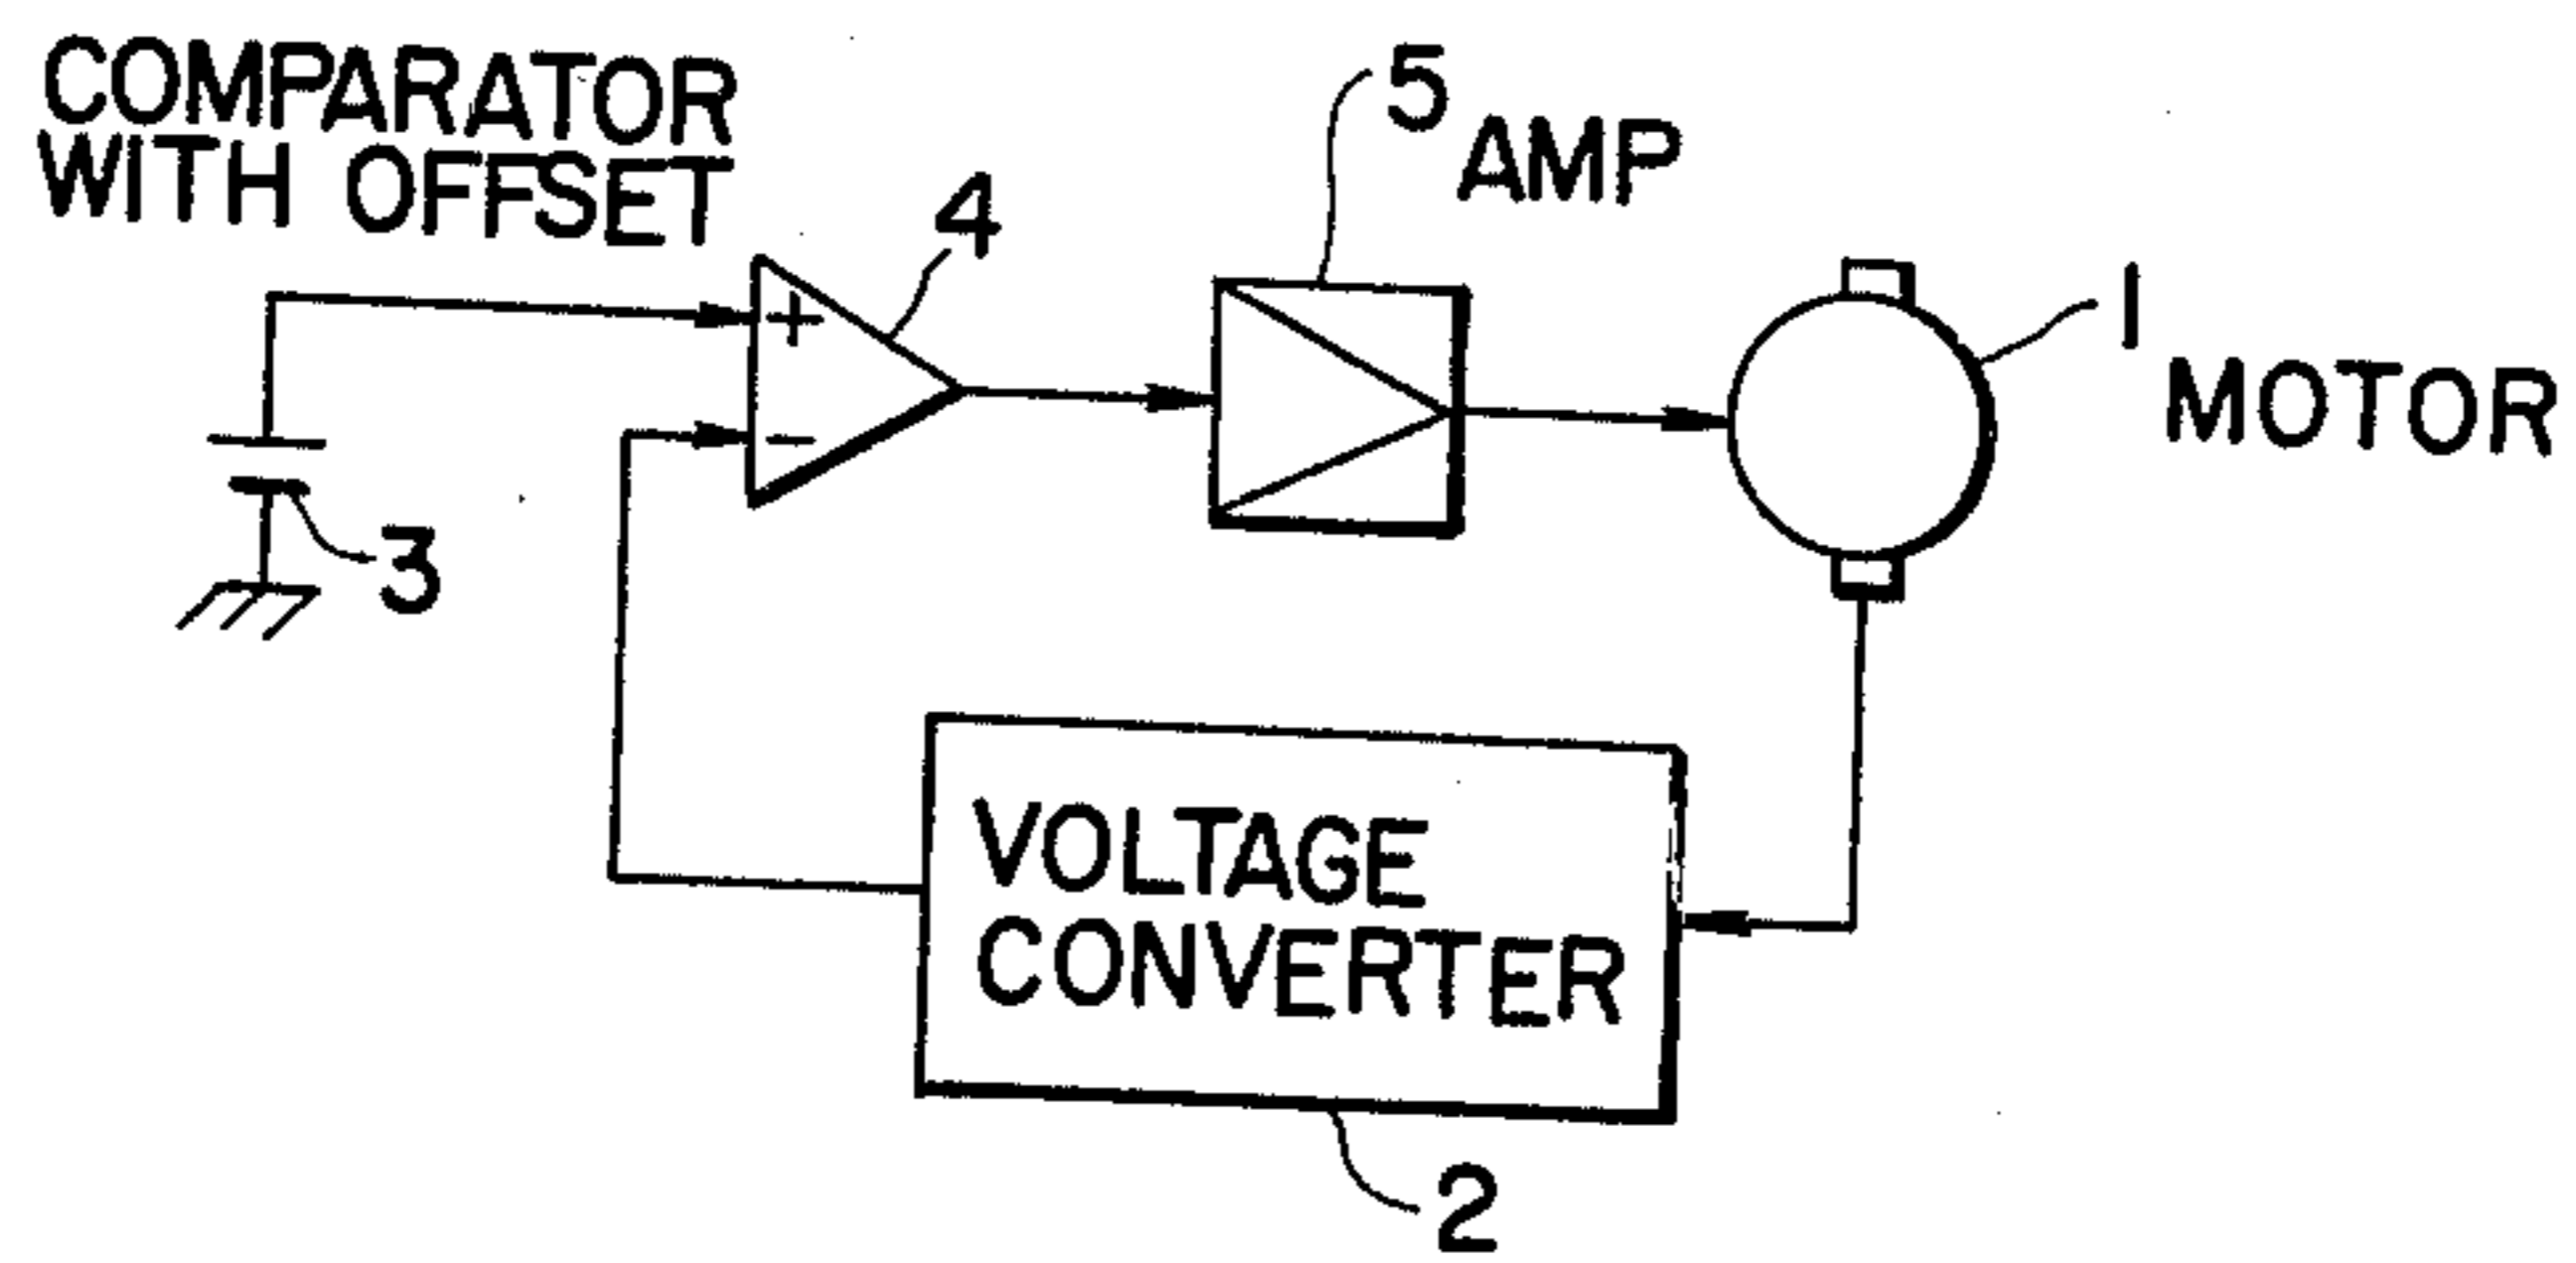 COMPARATOR
WITH OFFSET
4
5
AMP
1
MOTOR
+
−
3
VOLTAGE
CONVERTER
2